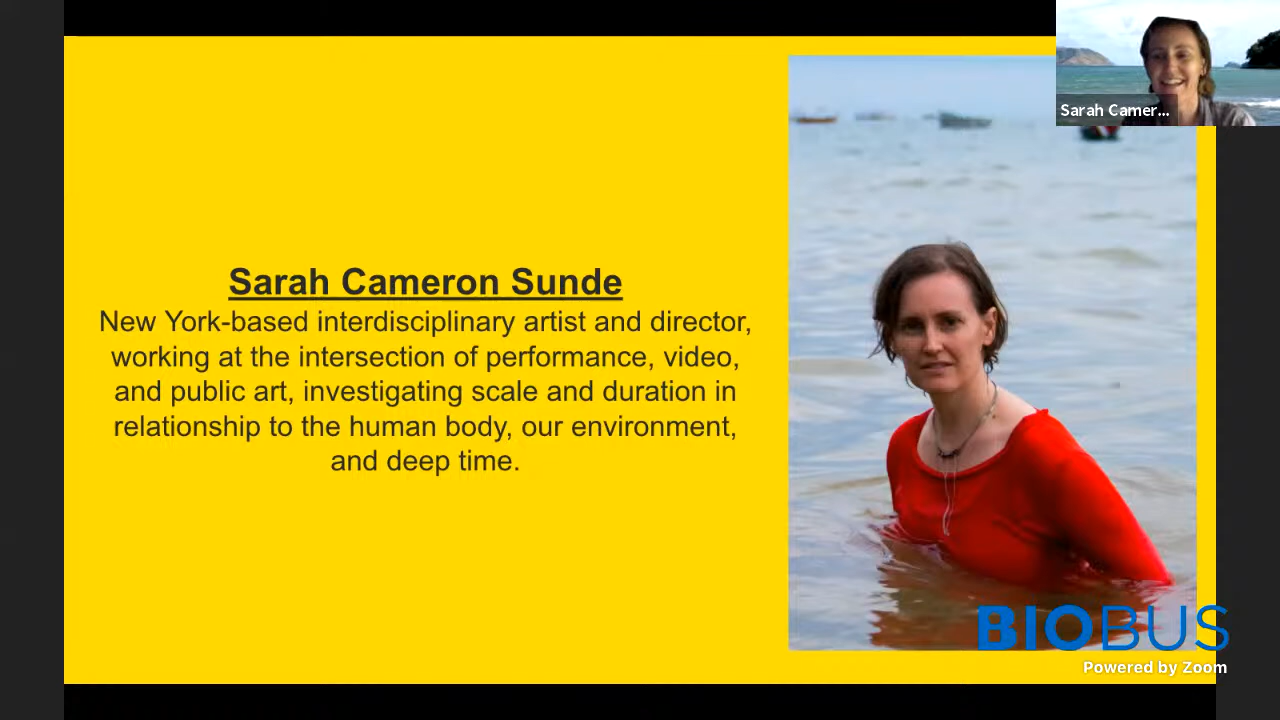 Sarah Camer...
Sarah Cameron Sunde
New York-based interdisciplinary artist and director,
working at the intersection of performance, video,
and public art, investigating scale and duration in
relationship to the human body, our environment,
and deep time.
BIOBUS
Powered by Zoom